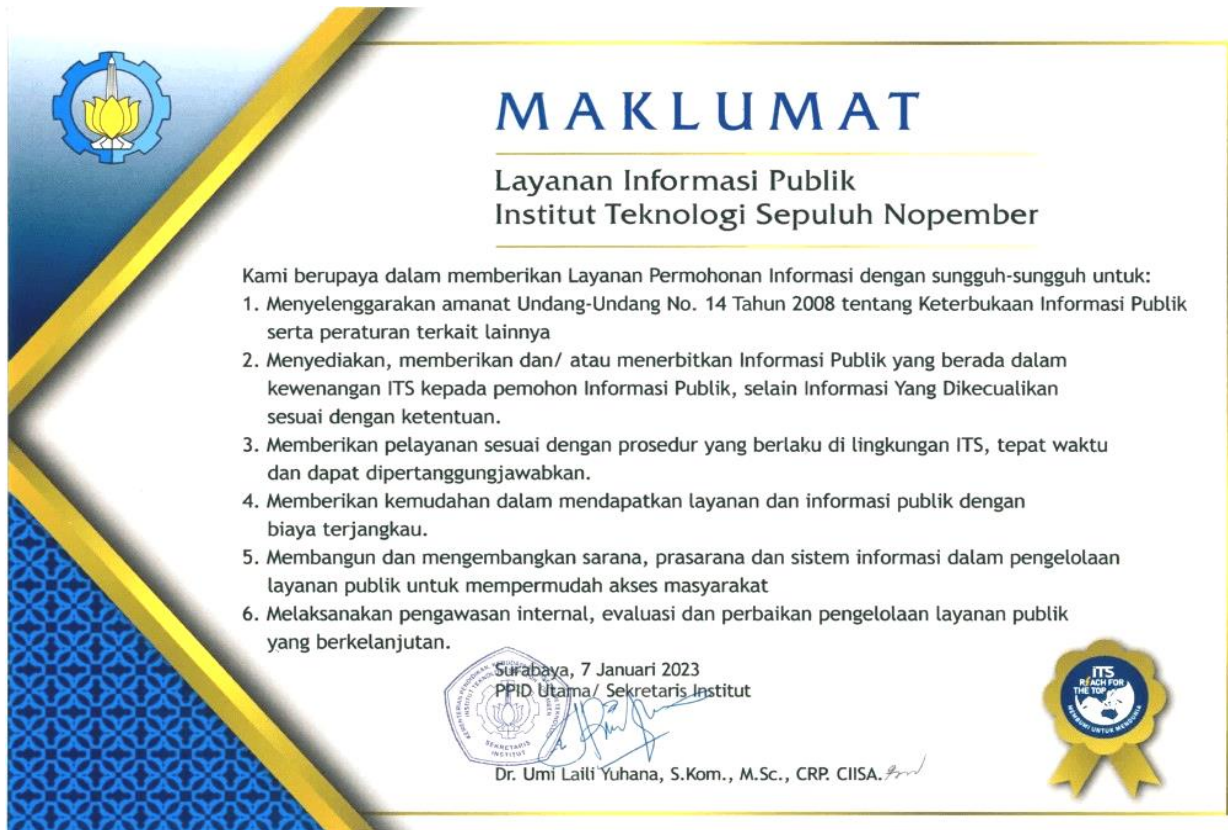 MAKLUMAT
Layanan Informasi Publik
Institut Teknologi Sepuluh Nopember
Kami berupaya dalam memberikan Layanan Permohonan Informasi dengan sungguh-sungguh untuk:
1. Menyelenggarakan amanat Undang-Undang No. 14 Tahun 2008 tentang Keterbukaan Informasi Publik
serta peraturan terkait lainnya
2. Menyediakan, memberikan dan/ atau menerbitkan Informasi Publik yang berada dalam
kewenangan ITS kepada pemohon Informasi Publik, selain Informasi Yang Dikecualikan
sesuai dengan ketentuan.
3. Memberikan pelayanan sesuai dengan prosedur yang berlaku di lingkungan ITS, tepat waktu
dan dapat dipertanggungjawabkan.
4. Memberikan kemudahan dalam mendapatkan layanan dan informasi publik dengan
biaya terjangkau.
5. Membangun dan mengembangkan sarana, prasarana dan sistem informasi dalam pengelolaan
layanan publik untuk mempermudah akses masyarakat
6. Melaksanakan pengawasan internal, evaluasi dan perbaikan pengelolaan layanan publik
yang berkelanjutan.
Surabaya, 7 Januari 2023
PPID Utama/ Sekretaris Institut
SEKRETARIS
INSTITUT
Dr. Umi Laili Yuhana, S.Kom., M.Sc., CRP. CIISA.
ITS
REACH FOR
THE TOP
MEMBUMI UNTUK MENDUNIA